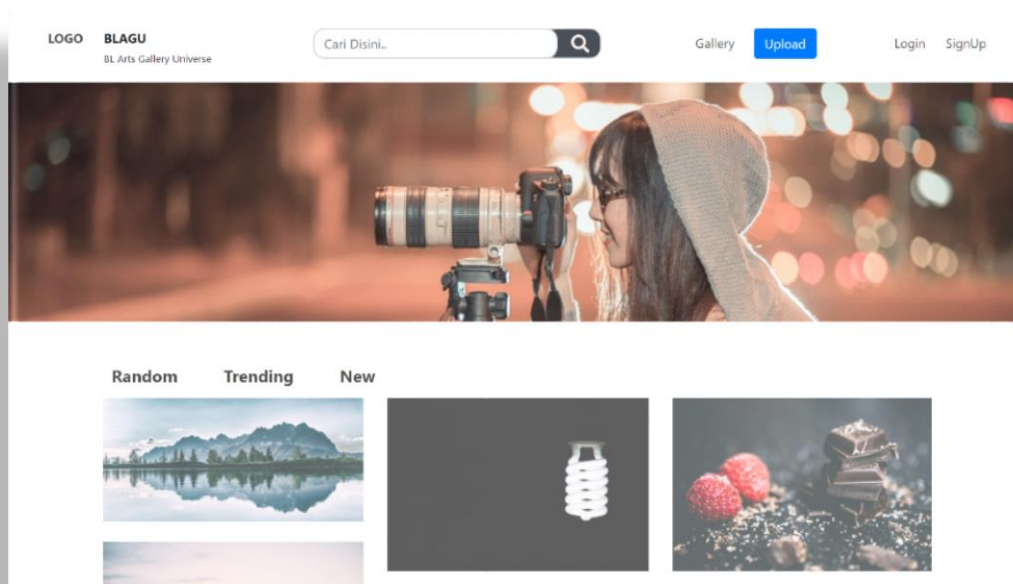 LOGO
BLAGU
BL Arts Gallery Universe
Cari Disini..
Gallery
Upload
Login
SignUp
Random
Trending
New